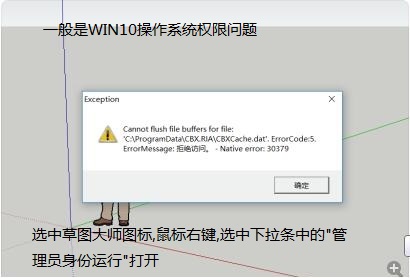 一般是WIN10操作系统权限问题
Exception
Cannot flush file buffers for file:
'C:\ProgramData\CBX.RIA\CBXCache.dat'. ErrorCode:5.
ErrorMessage: 拒绝访问。 - Native error: 30379
确定
选中草图大师图标,鼠标右键,选中下拉条中的"管
理员身份运行"打开